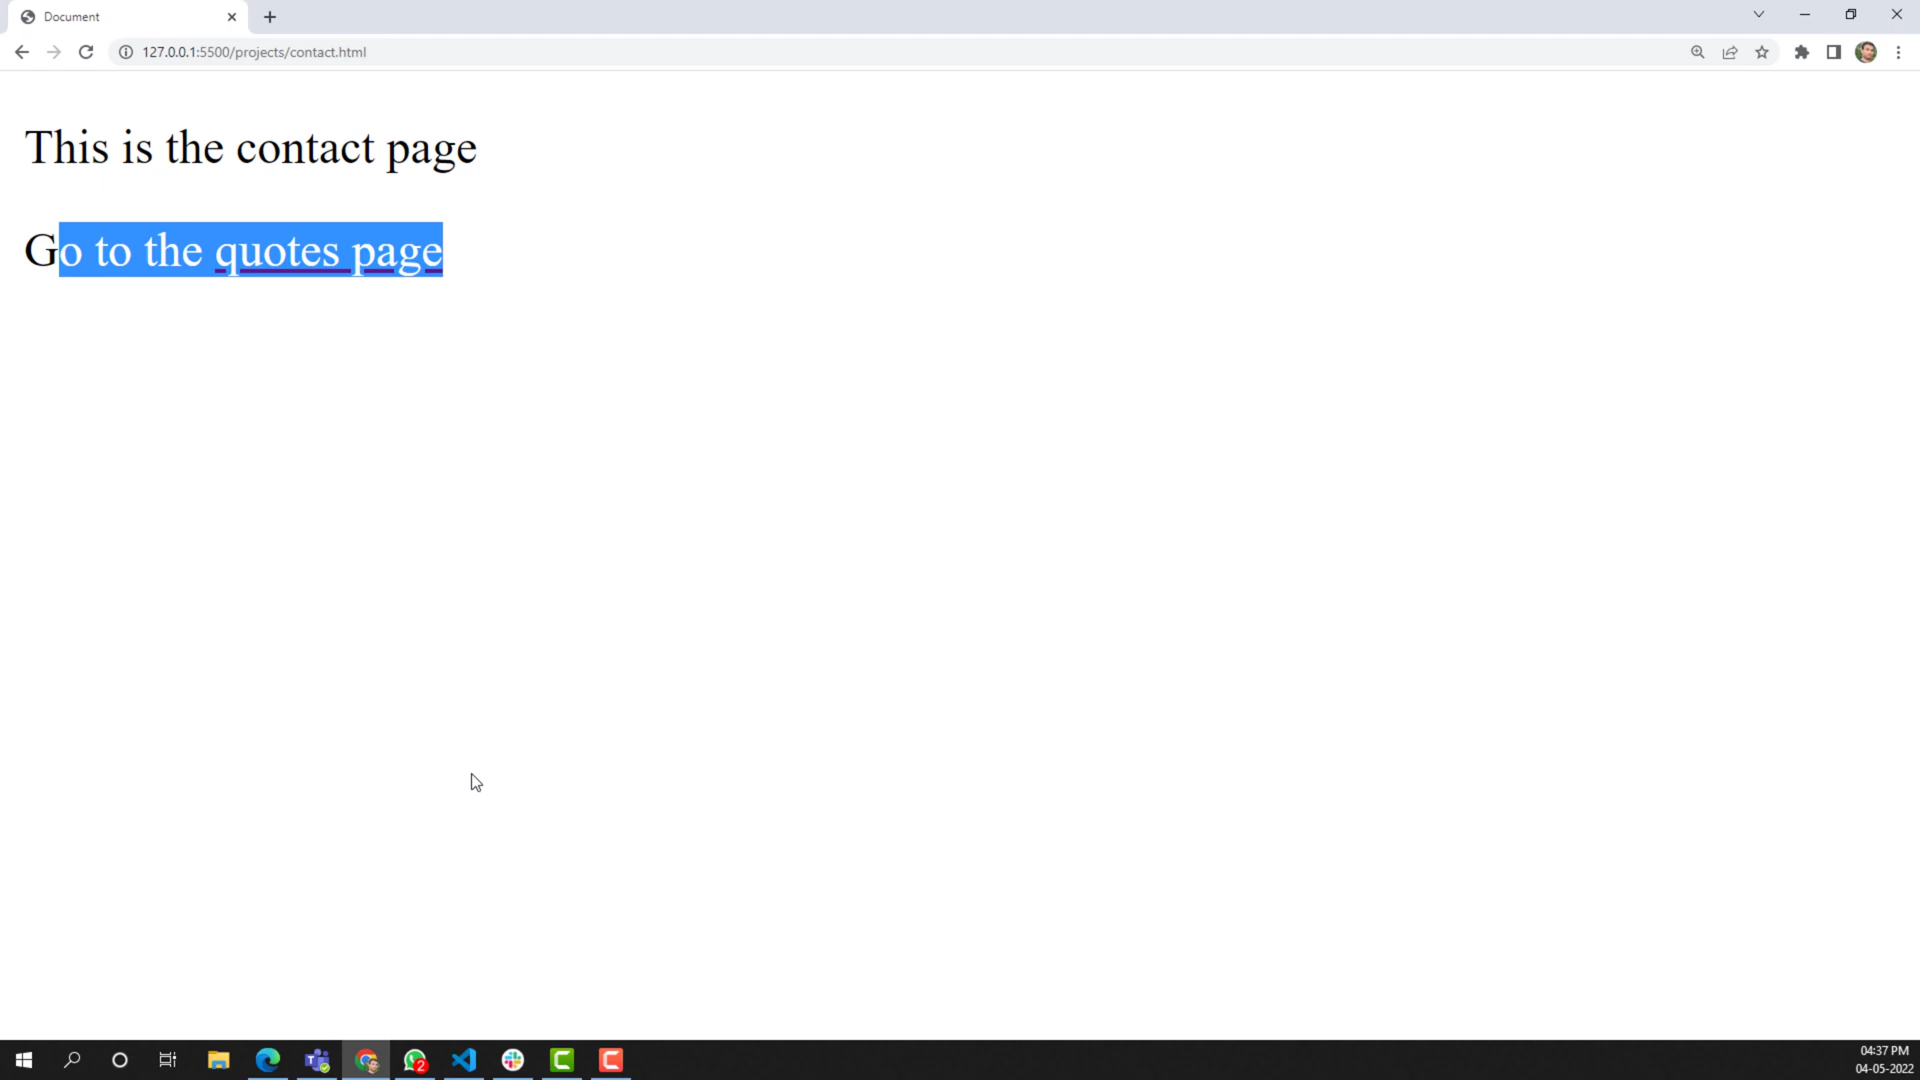 Document
127.0.0.1:5500/projects/contact.html
This is the contact page
Go to the quotes page
2
04:37 PM
04-05-2022